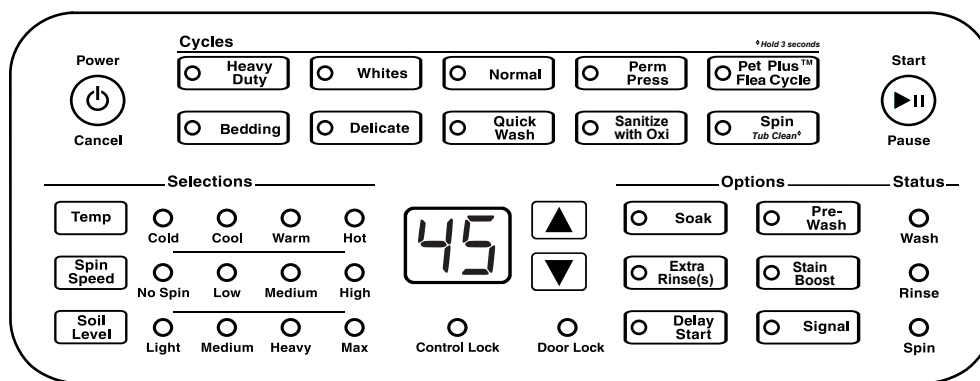 Cycles
◊ Hold 3 seconds
Power
Heavy
Duty
Whites
Normal
Perm
Press
Pet Plus™
Flea Cycle
Start
Cancel
Bedding
Delicate
Quick
Wash
Sanitize
with Oxi
Spin
Tub Clean◊
Pause
Selections
Options
Status
Temp
Cold
Cool
Warm
Hot
45
Soak
Pre-
Wash
Wash
Spin
Speed
No Spin
Low
Medium
High
Extra
Rinse(s)
Stain
Boost
Rinse
Soil
Level
Light
Medium
Heavy
Max
Control Lock
Door Lock
Delay
Start
Signal
Spin